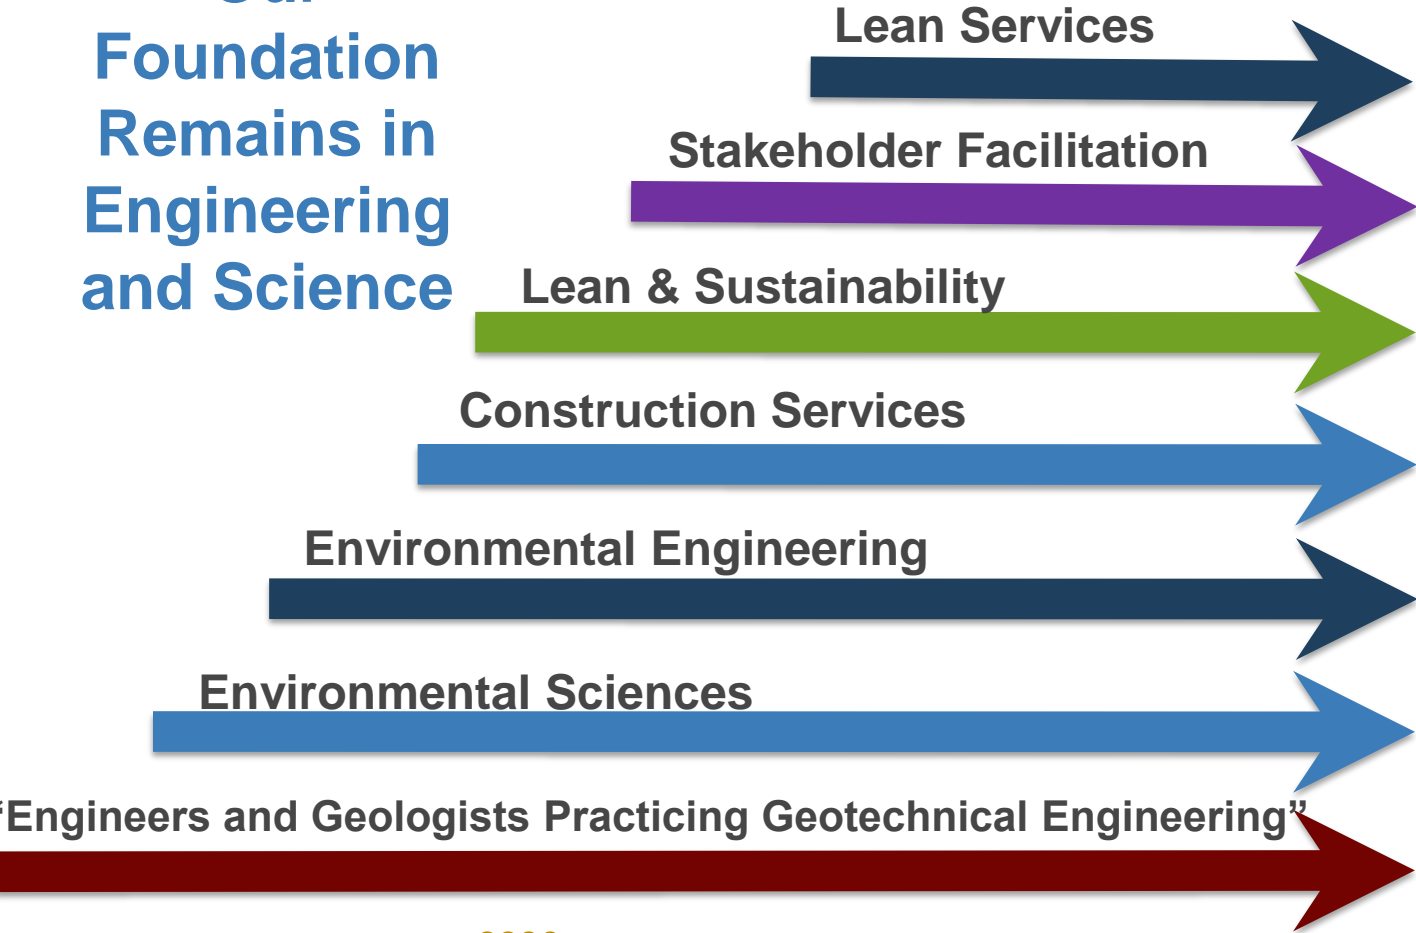 Our
Foundation
Remains in
Engineering
and Science
Lean Services
Stakeholder Facilitation
Lean & Sustainability
Construction Services
Environmental Engineering
Environmental Sciences
“Engineers and Geologists Practicing Geotechnical Engineering”